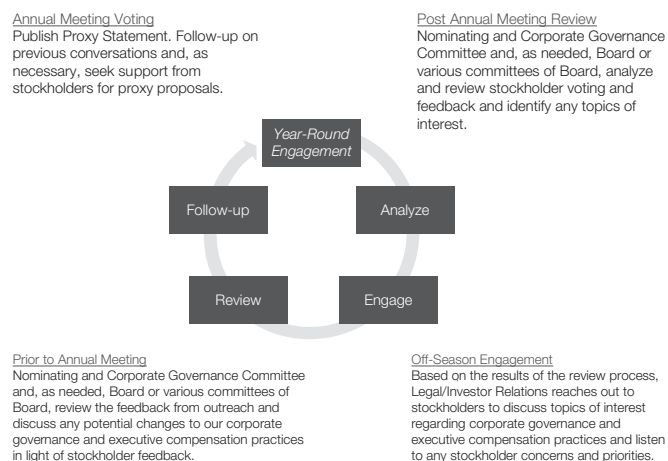 Annual Meeting Voting
Publish Proxy Statement. Follow-up on
previous conversations and, as
necessary, seek support from
stockholders for proxy proposals.
Post Annual Meeting Review
Nominating and Corporate Governance
Committee and, as needed, Board or
various committees of Board, analyze
and review stockholder voting and
feedback and identify any topics of
interest.
Year-Round
Engagement
Follow-up
Analyze
Review
Engage
Prior to Annual Meeting
Nominating and Corporate Governance Committee
and, as needed, Board or various committees of
Board, review the feedback from outreach and
discuss any potential changes to our corporate
governance and executive compensation practices
in light of stockholder feedback.
Off-Season Engagement
Based on the results of the review process,
Legal/Investor Relations reaches out to
stockholders to discuss topics of interest
regarding corporate governance and
executive compensation practices and listen
to any stockholder concerns and priorities.